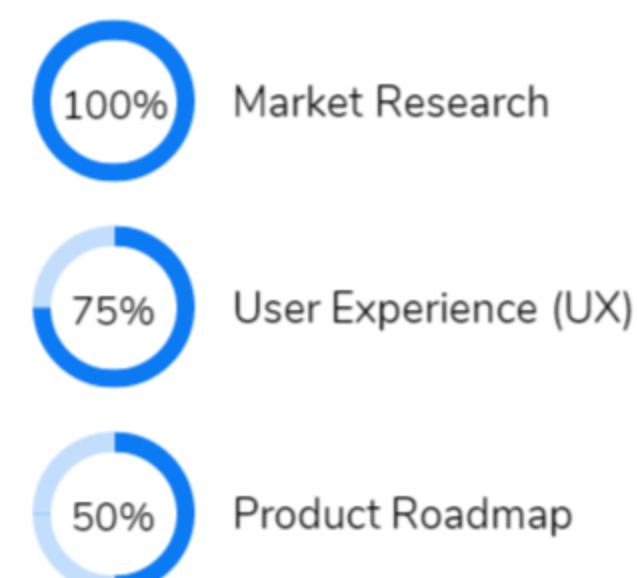 100% Market Research
75% User Experience (UX)
50% Product Roadmap